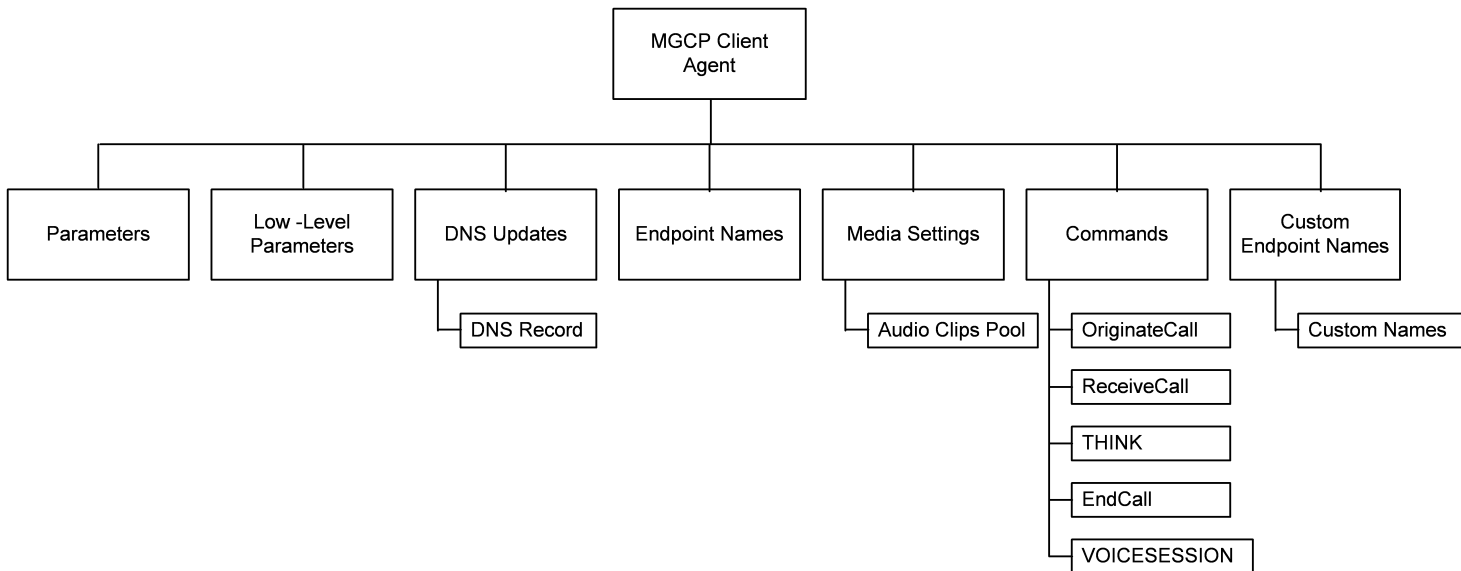 MGCP Client
Agent
Parameters
Low -Level
Parameters
DNS Updates
Endpoint Names
Media Settings
Commands
Custom
Endpoint Names
DNS Record
Audio Clips Pool
OriginateCall
ReceiveCall
THINK
EndCall
VOICESESSION
Custom Names